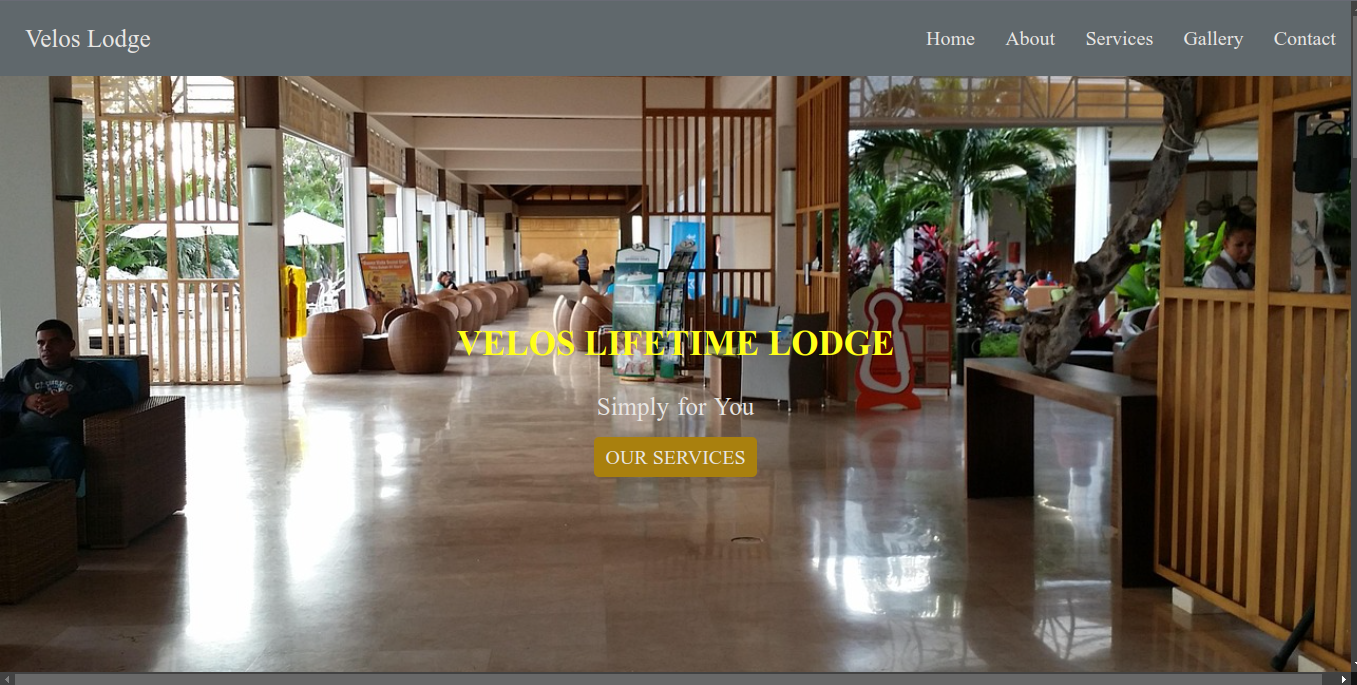 Velos Lodge
Home About Services Gallery Contact
VELOS LIFETIME LODGE
Simply for You
OUR SERVICES